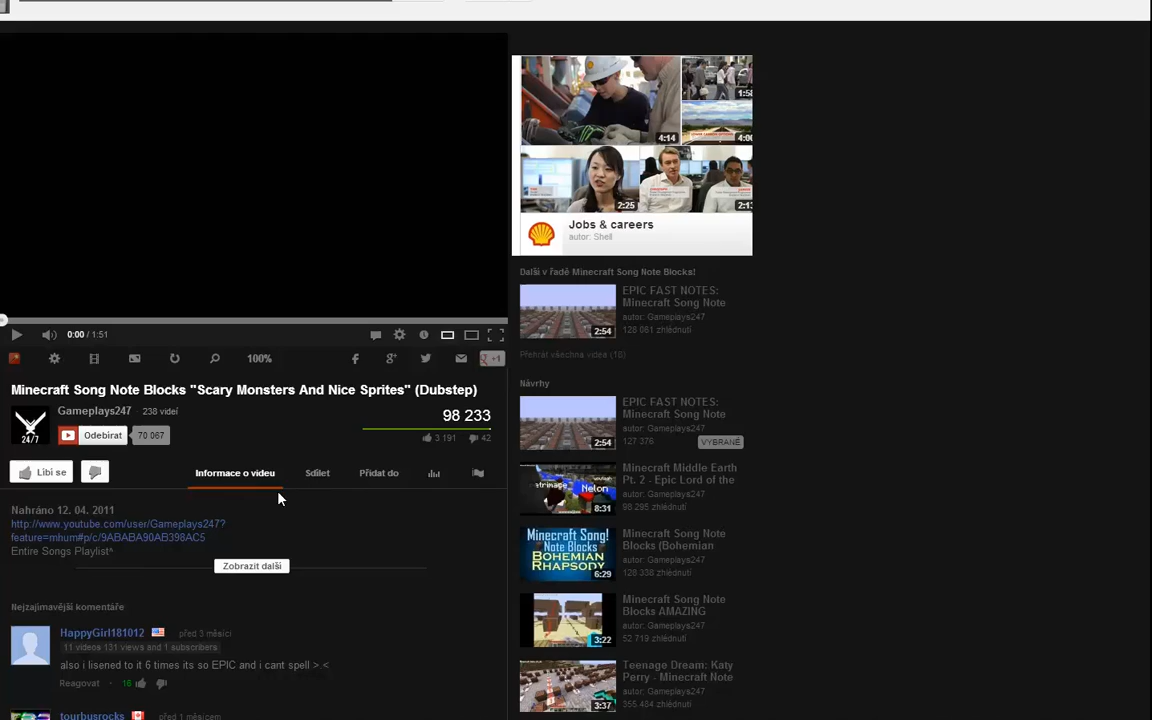 4:14
1:58
4:00
2:25
2:13
Jobs & careers
autor: Shell
Další v řadě Minecraft Song Note Blocks!
EPIC FAST NOTES:
Minecraft Song Note
autor: Gameplays247
128 061 zhlédnutí
2:54
Přehrát všechna videa (18)
0:00 / 1:51
100%
+1
Minecraft Song Note Blocks "Scary Monsters And Nice Sprites" (Dubstep)
Gameplays247 · 238 videí
24/7
Odebírat
70 067
98 233
3 191
42
Líbí se
Informace o videu
Sdílet
Přidat do
Nahráno 12. 04. 2011
http://www.youtube.com/user/Gameplays247?
feature=mhum#p/c/9ABABA90AB398AC5
Entire Songs Playlist^
Zobrazit další
Nejzajímavější komentáře
HappyGirl181012
před 3 měsíci
11 videos 131 views and 1 subscribers
also i lisened to it 6 times its so EPIC and i cant spell >.<
Reagovat · 16
tourbusrocks
před 1 měsícem
Návrhy
EPIC FAST NOTES:
Minecraft Song Note
autor: Gameplays247
127 376
VYBRANÉ
2:54
Minecraft Middle Earth
Pt. 2 - Epic Lord of the
autor: Gameplays247
98 295 zhlédnutí
Nelon
8:31
Minecraft Song Note
Blocks (Bohemian
autor: Gameplays247
128 338 zhlédnutí
Minecraft Song!
Note Blocks
BOHEMIAN
RHAPSODY
6:29
Minecraft Song Note
Blocks AMAZING
autor: Gameplays247
52 719 zhlédnutí
3:22
Teenage Dream: Katy
Perry - Minecraft Note
autor: Gameplays247
355 484 zhlédnutí
3:37